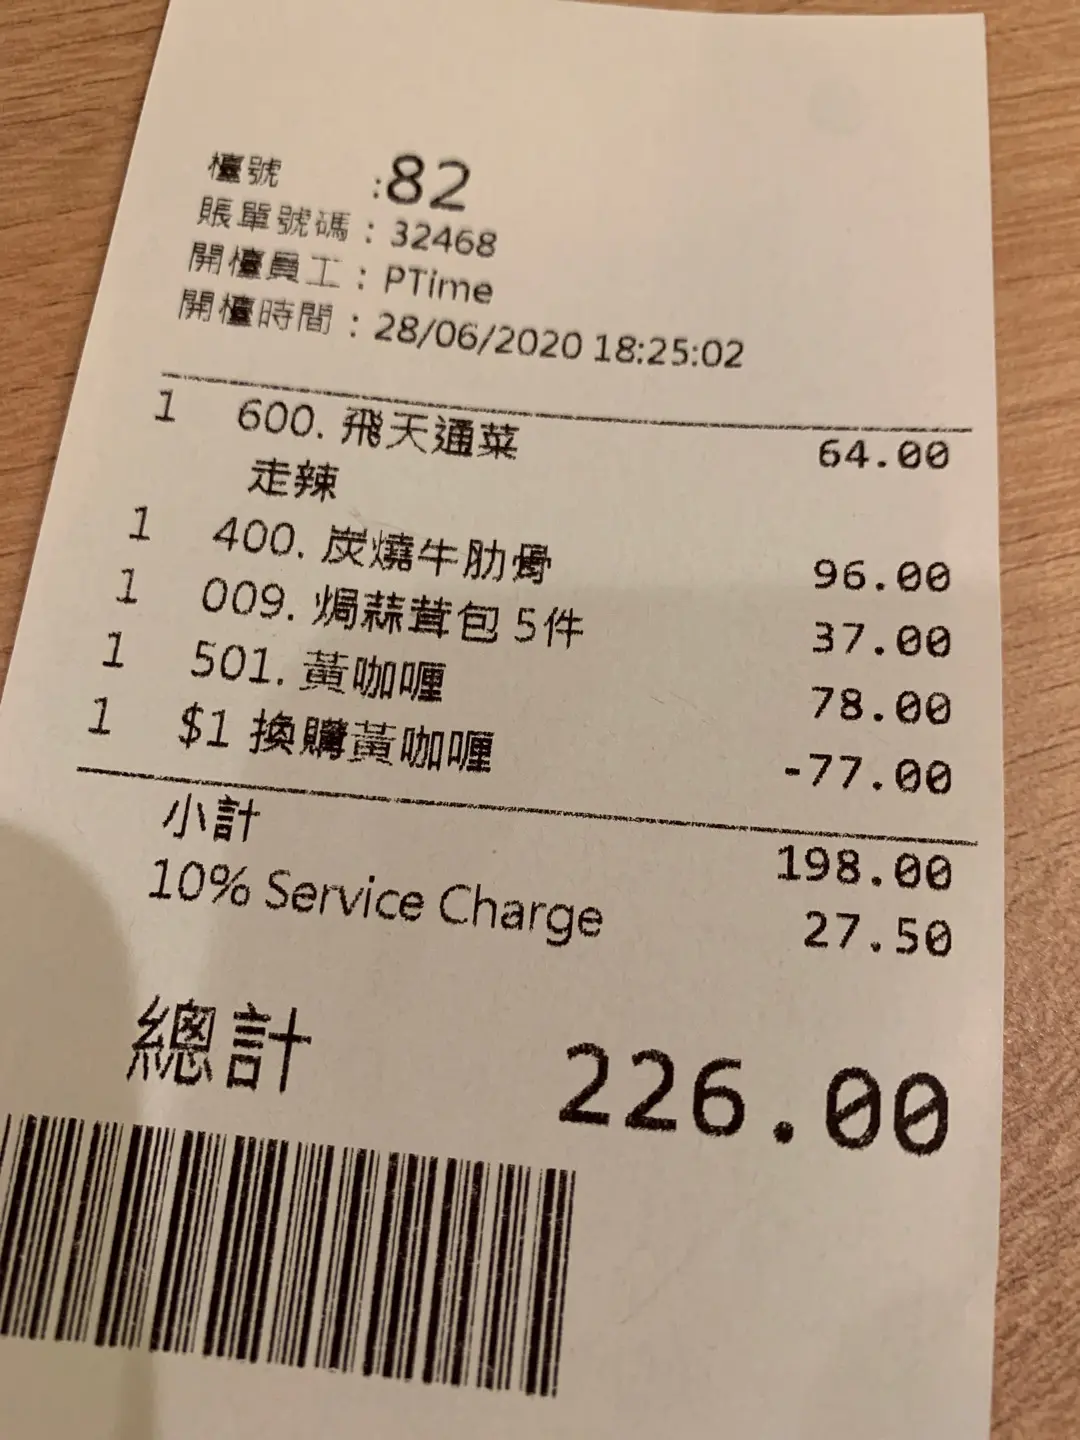 檯號 :82
賬單號碼 : 32468
開檯員工 : PTime
開檯時間 : 28/06/2020 18:25:02
1 600. 飛天通菜 64.00
走辣
1 400. 炭燒牛肋骨 96.00
1 009. 焗蒜茸包 5件 37.00
1 501. 黃咖喱 78.00
1 $1 換購黃咖喱 -77.00
小計 198.00
10% Service Charge 27.50
總計 226.00